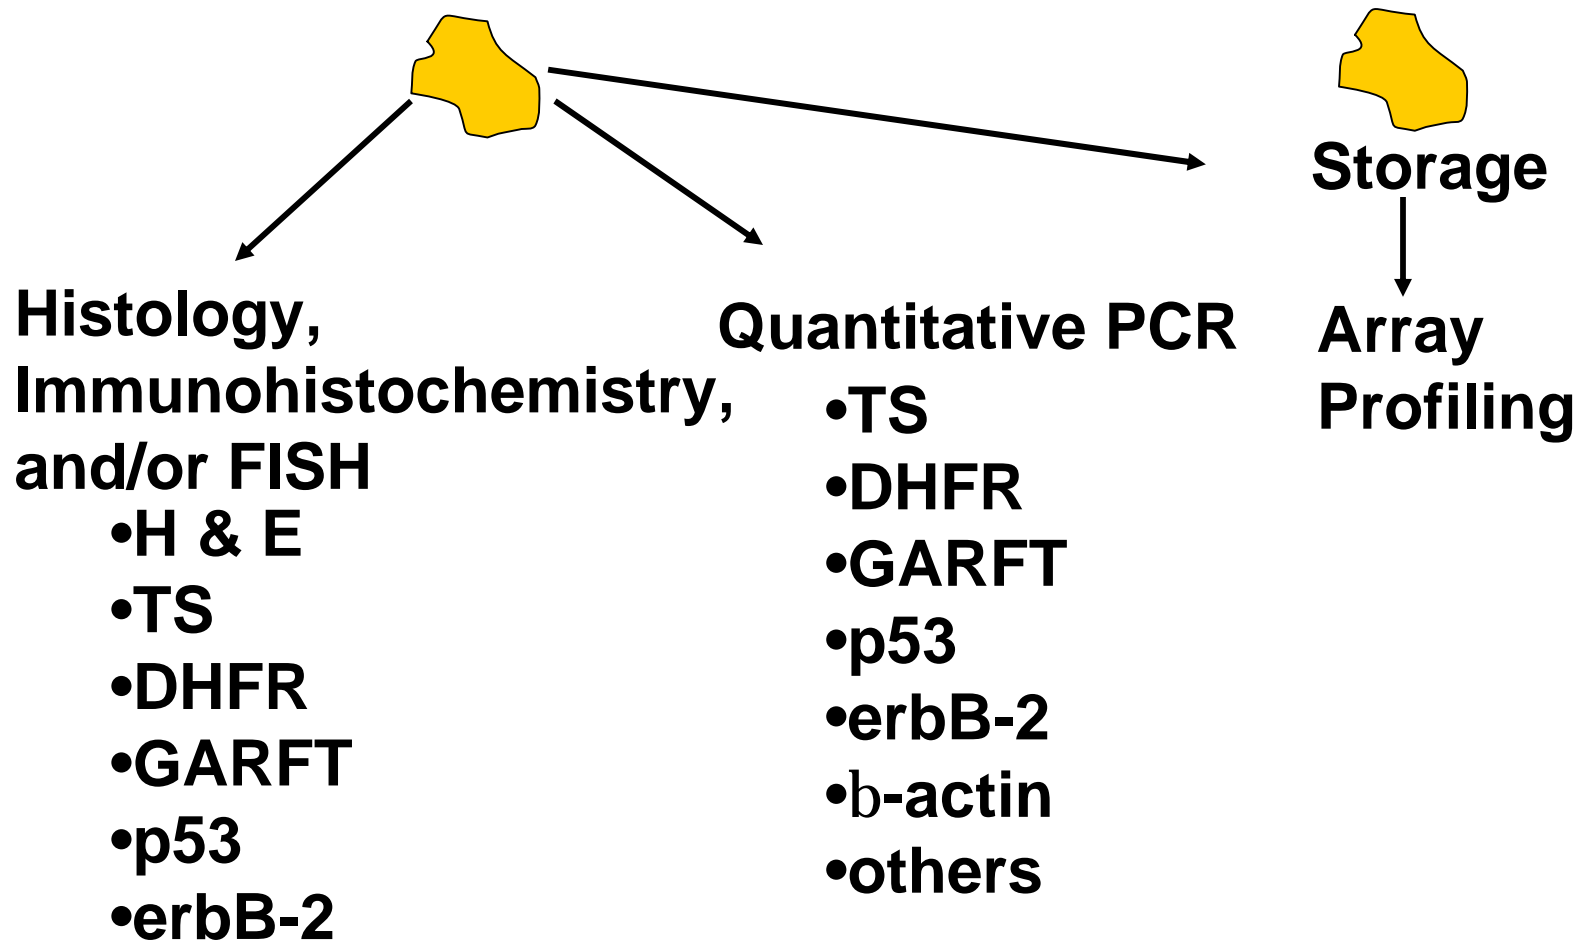 Storage
Histology,
Immunohistochemistry,
and/or FISH
•H & E
•TS
•DHFR
•GARFT
•p53
•erbB-2
Quantitative PCR
•TS
•DHFR
•GARFT
•p53
•erbB-2
•b-actin
•others
Array
Profiling